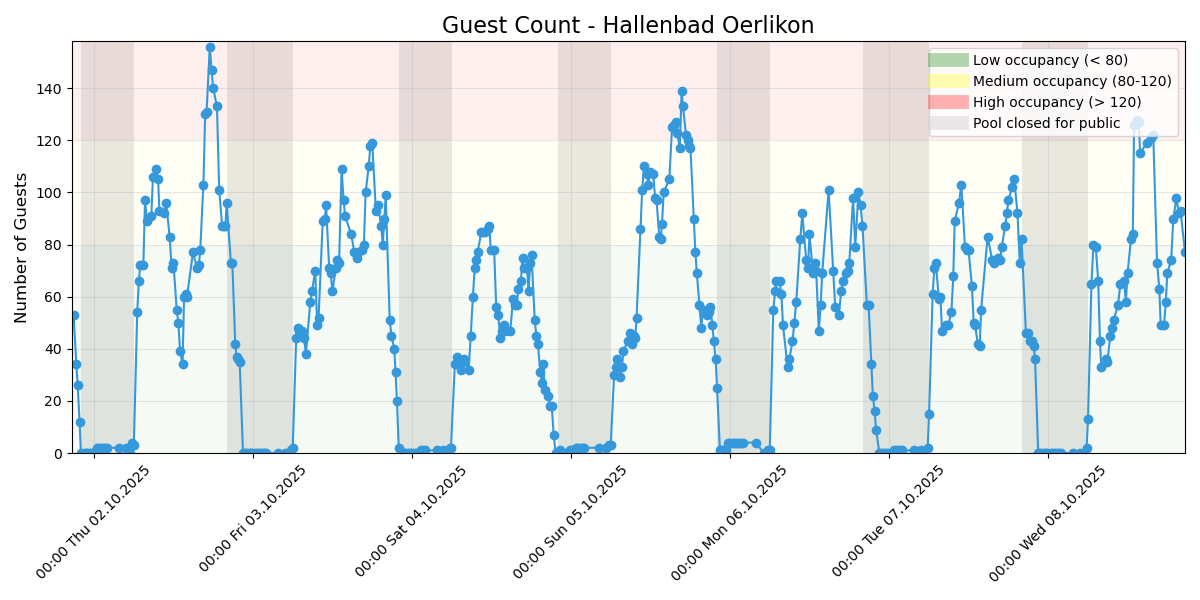 Guest Count - Hallenbad Oerlikon
Number of Guests
140
120
100
80
60
40
20
0
Low occupancy (< 80)
Medium occupancy (80-120)
High occupancy (> 120)
Pool closed for public
00:00 Thu 02.10.2025
00:00 Fri 03.10.2025
00:00 Sat 04.10.2025
00:00 Sun 05.10.2025
00:00 Mon 06.10.2025
00:00 Tue 07.10.2025
00:00 Wed 08.10.2025